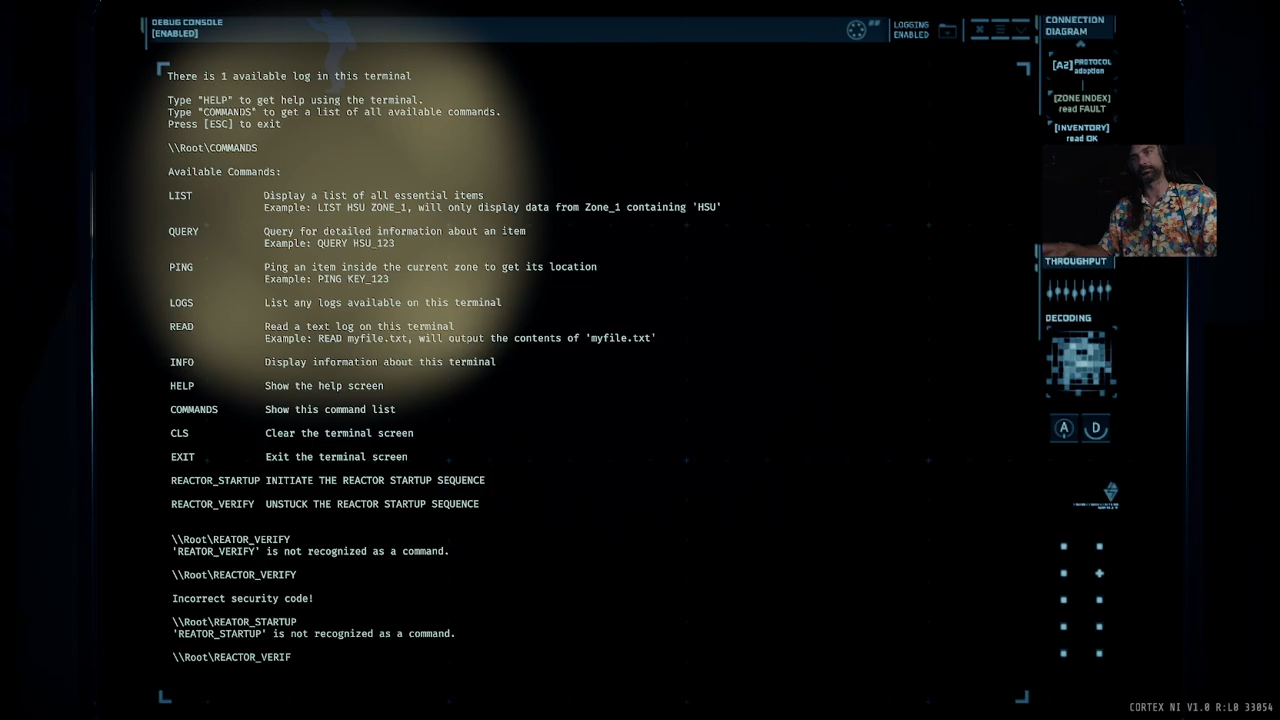 DEBUG CONSOLE
[ENABLED]
LOGGING
ENABLED
CONNECTION
DIAGRAM
There is 1 available log in this terminal
Type "HELP" to get help using the terminal.
Type "COMMANDS" to get a list of all available commands.
Press [ESC] to exit
\\Root\COMMANDS
Available Commands:
LIST Display a list of all essential items
Example: LIST HSU ZONE_1, will only display data from Zone_1 containing 'HSU'
QUERY Query for detailed information about an item
Example: QUERY HSU_123
PING Ping an item inside the current zone to get its location
Example: PING KEY_123
LOGS List any logs available on this terminal
READ Read a text log on this terminal
Example: READ myfile.txt, will output the contents of 'myfile.txt'
INFO Display information about this terminal
HELP Show the help screen
COMMANDS Show this command list
CLS Clear the terminal screen
EXIT Exit the terminal screen
REACTOR_STARTUP INITIATE THE REACTOR STARTUP SEQUENCE
REACTOR_VERIFY UNSTUCK THE REACTOR STARTUP SEQUENCE
\\Root\REATOR_VERIFY
'REATOR_VERIFY' is not recognized as a command.
\\Root\REACTOR_VERIFY
Incorrect security code!
\\Root\REATOR_STARTUP
'REATOR_STARTUP' is not recognized as a command.
\\Root\REACTOR_VERIF
[A2] PROTOCOL
adoption
[ZONE INDEX]
read FAULT
[INVENTORY]
read OK
THROUGHPUT
DECODING
A D
CORTEX NI V1.0 R:L0 33054